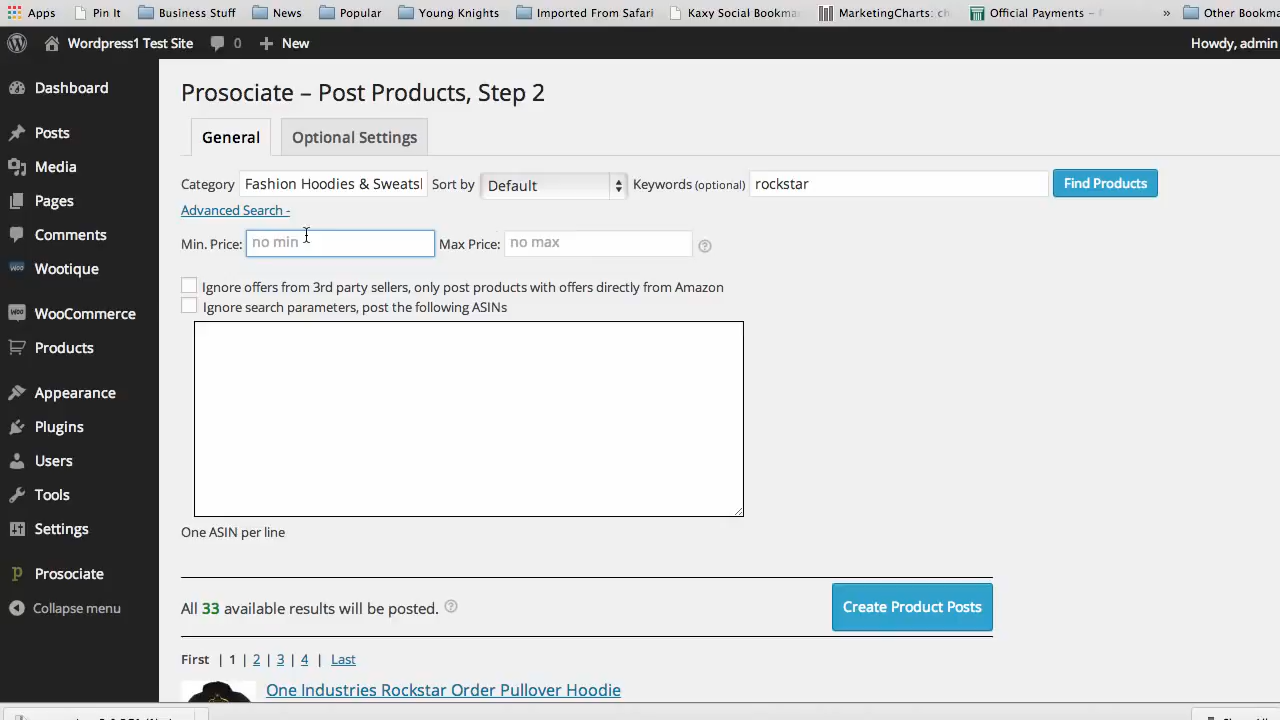 Apps Pin It Business Stuff News Popular Young Knights Imported From Safari Kaxy Social Bookma MarketingCharts: ch Official Payments – » Other Bookma
Wordpress1 Test Site 0 New Howdy, admin
Dashboard
Posts
Media
Pages
Comments
Wootique
WooCommerce
Products
Appearance
Plugins
Users
Tools
Settings
Prosociate
Collapse menu
Prosociate – Post Products, Step 2
General Optional Settings
Category Fashion Hoodies & Sweatsl Sort by Default Keywords (optional) rockstar Find Products
Advanced Search -
Min. Price: no min Max Price: no max ?
Ignore offers from 3rd party sellers, only post products with offers directly from Amazon
Ignore search parameters, post the following ASINs
One ASIN per line
All 33 available results will be posted. ? Create Product Posts
First | 1 | 2 | 3 | 4 | Last
One Industries Rockstar Order Pullover Hoodie